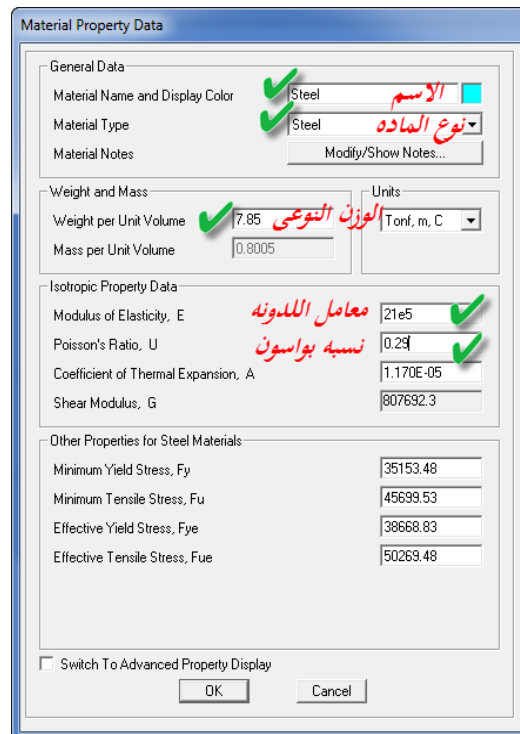 Material Property Data
General Data
Material Name and Display Color Steel الاسم
Material Type Steel نوع الماده
Material Notes Modify/Show Notes...
Weight and Mass Units
Weight per Unit Volume 7.85 الوزن النوعى Tonf, m, C
Mass per Unit Volume 0.8005
Isotropic Property Data
Modulus of Elasticity, E معامل اللدونه 21e5
Poisson's Ratio, U نسبه بواسون 0.29
Coefficient of Thermal Expansion, A 1.170E-05
Shear Modulus, G 807692.3
Other Properties for Steel Materials
Minimum Yield Stress, Fy 35153.48
Minimum Tensile Stress, Fu 45699.53
Effective Yield Stress, Fye 38668.83
Effective Tensile Stress, Fue 50269.48
Switch To Advanced Property Display
OK Cancel